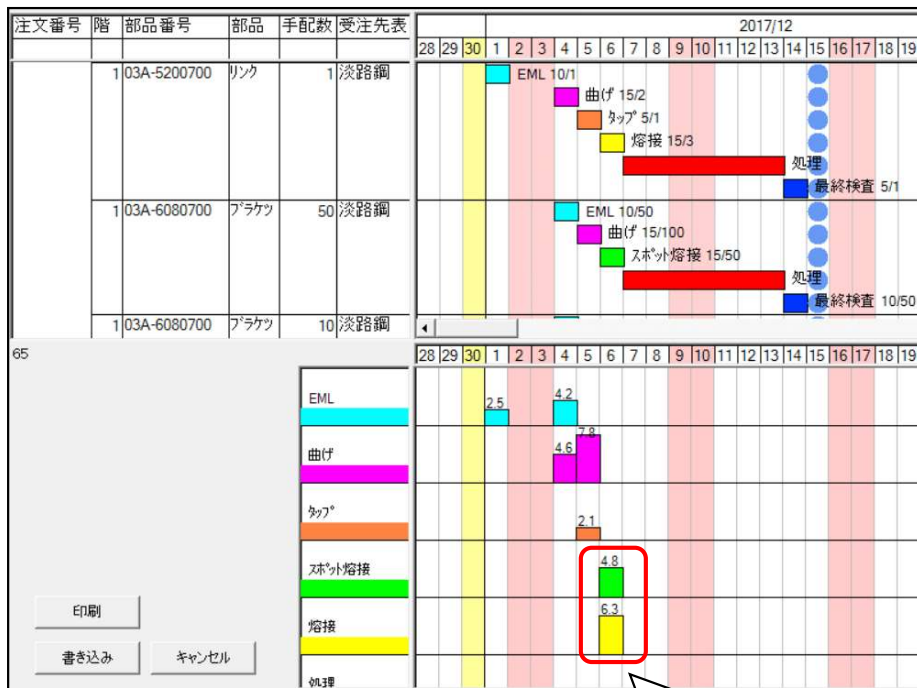 注文番号 階 部品番号 部品 手配数 受注先表 2017/12
28 29 30 1 2 3 4 5 6 7 8 9 10 11 12 13 14 15 16 17 18 19
1 03A-5200700 リンク 1 淡路鋼 EML 10/1
曲げ 15/2
タップ 5/1
熔接 15/3
処理
最終検査 5/1
1 03A-6080700 ブラケツ 50 淡路鋼 EML 10/50
曲げ 15/100
スポット熔接 15/50
処理
最終検査 10/50
1 03A-6080700 ブラケツ 10 淡路鋼
65 28 29 30 1 2 3 4 5 6 7 8 9 10 11 12 13 14 15 16 17 18 19
EML 2.5 4.2
曲げ 4.6 7.8
タップ 2.1
スポット熔接 4.8
熔接 6.3
処理
印刷
書き込み キャンセル